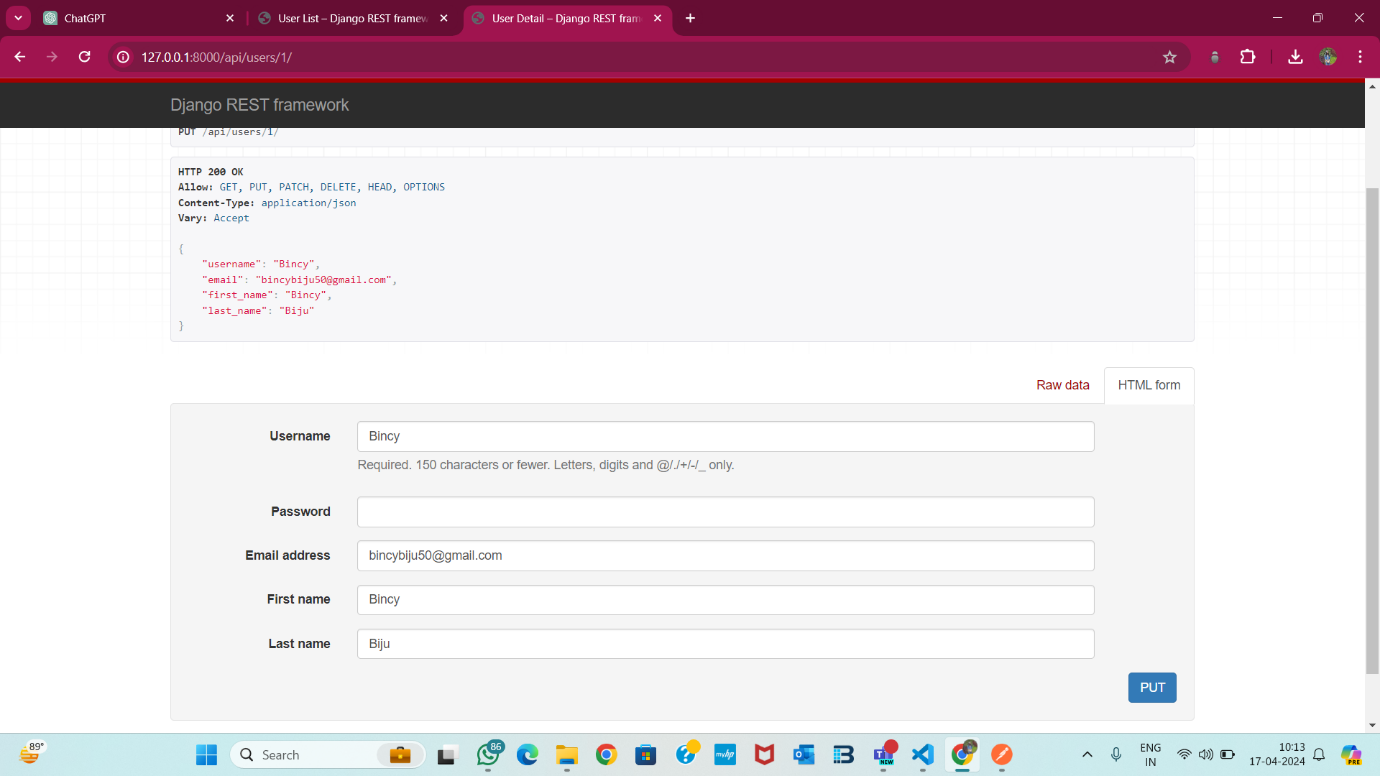 ChatGPT
User List – Django REST framew
User Detail – Django REST fram
127.0.0.1:8000/api/users/1/
Django REST framework
PUT /api/users/1/
HTTP 200 OK
Allow: GET, PUT, PATCH, DELETE, HEAD, OPTIONS
Content-Type: application/json
Vary: Accept
{
"username": "Bincy",
"email": "bincybiju50@gmail.com",
"first_name": "Bincy",
"last_name": "Biju"
}
Raw data
HTML form
Username
Bincy
Required. 150 characters or fewer. Letters, digits and @/./+/-/_ only.
Password
Email address
bincybiju50@gmail.com
First name
Bincy
Last name
Biju
PUT
89°
Search
86
myhp
NEW
ENG
IN
10:13
17-04-2024
PRE